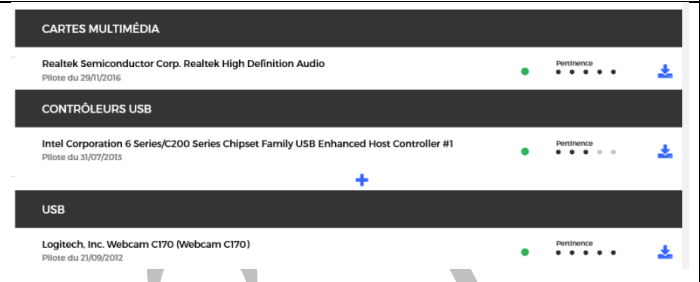 CARTES MULTIMÉDIA
Realtek Semiconductor Corp. Realtek High Definition Audio
Pilote du 29/11/2016
Pertinence
CONTRÔLEURS USB
Intel Corporation 6 Series/C200 Series Chipset Family USB Enhanced Host Controller #1
Pilote du 31/07/2013
Pertinence
USB
Logitech, Inc. Webcam C170 (Webcam C170)
Pilote du 21/09/2012
Pertinence